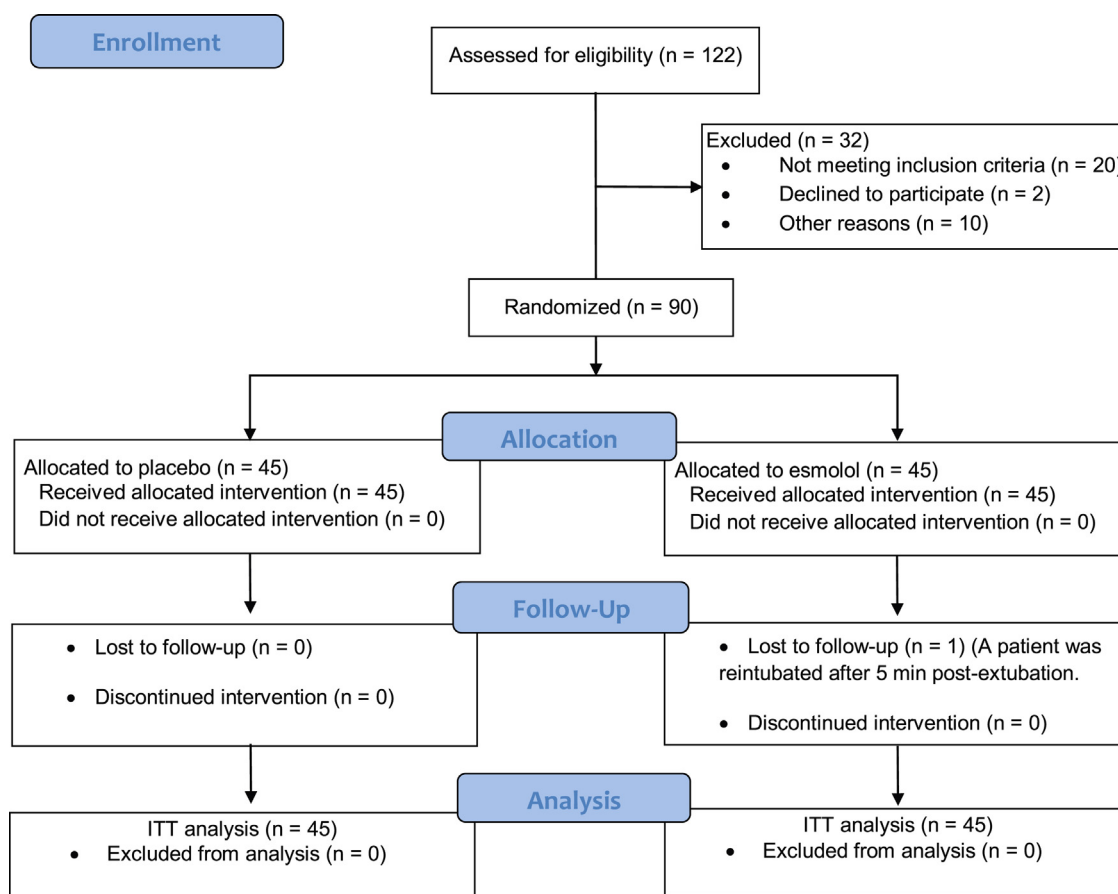 Enrollment
Assessed for eligibility (n = 122)
Excluded (n = 32)
• Not meeting inclusion criteria (n = 20)
• Declined to participate (n = 2)
• Other reasons (n = 10)
Randomized (n = 90)
Allocation
Allocated to placebo (n = 45)
Received allocated intervention (n = 45)
Did not receive allocated intervention (n = 0)
Allocated to esmolol (n = 45)
Received allocated intervention (n = 45)
Did not receive allocated intervention (n = 0)
Follow-Up
• Lost to follow-up (n = 0)
• Discontinued intervention (n = 0)
• Lost to follow-up (n = 1) (A patient was
reintubated after 5 min post-extubation.
• Discontinued intervention (n = 0)
Analysis
ITT analysis (n = 45)
• Excluded from analysis (n = 0)
ITT analysis (n = 45)
• Excluded from analysis (n = 0)